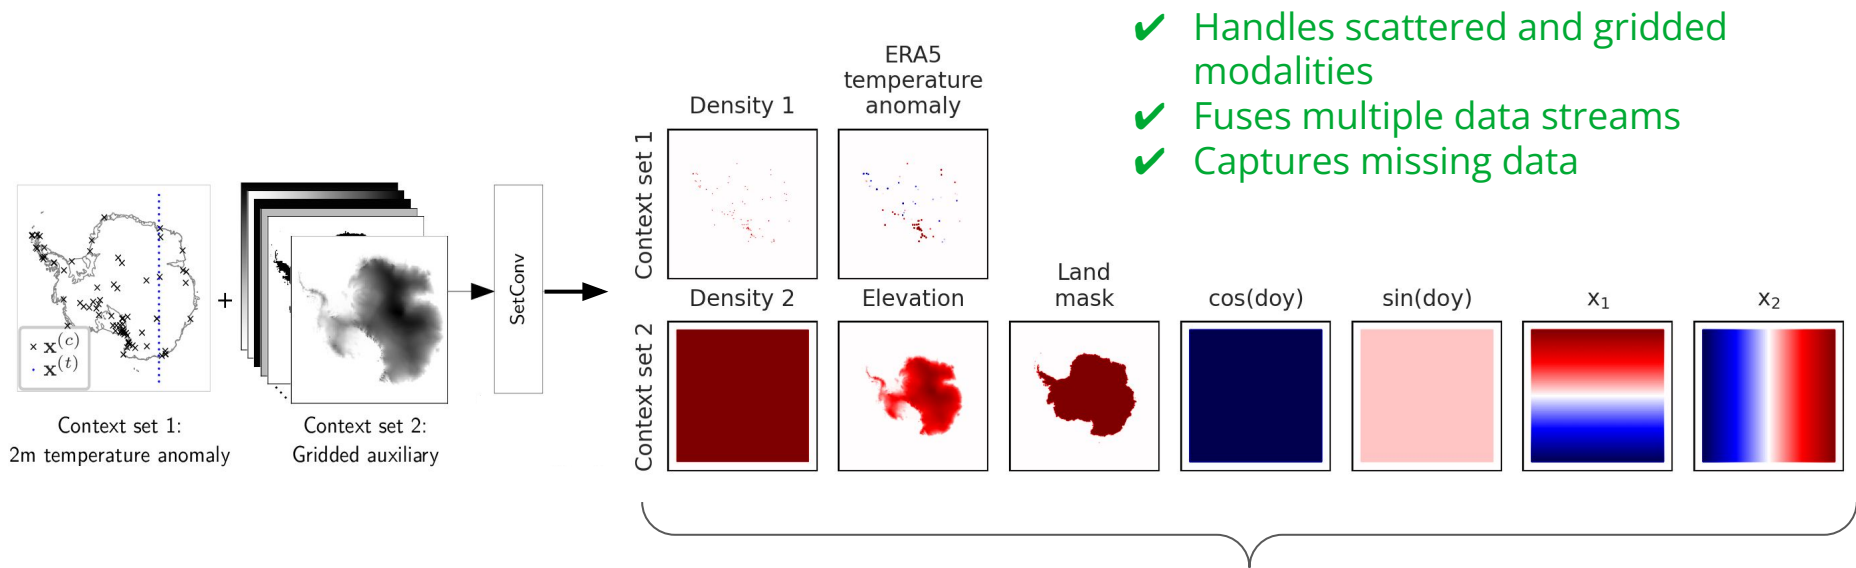 ✔ Handles scattered and gridded
modalities
✔ Fuses multiple data streams
✔ Captures missing data
x^(c)
x^(t)
Context set 1:
2m temperature anomaly
+
Context set 2:
Gridded auxiliary
SetConv
Context set 1
Density 1
ERA5
temperature
anomaly
Context set 2
Density 2
Elevation
Land
mask
cos(doy)
sin(doy)
x₁
x₂